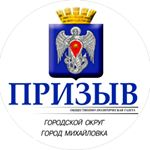 ПРИЗЫВ
ОБЩЕСТВЕННО-ПОЛИТИЧЕСКАЯ ГАЗЕТА
ГОРОДСКОЙ ОКРУГ
ГОРОД МИХАЙЛОВКА